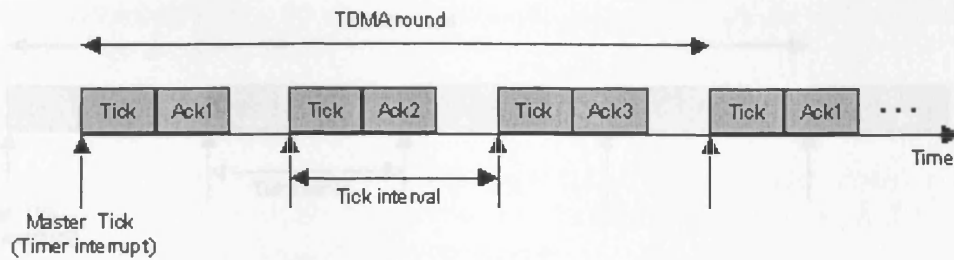 TDMA round
Tick Ack1 Tick Ack2 Tick Ack3 Tick Ack1 ...
Time
Tick interval
Master Tick
(Timer interrupt)